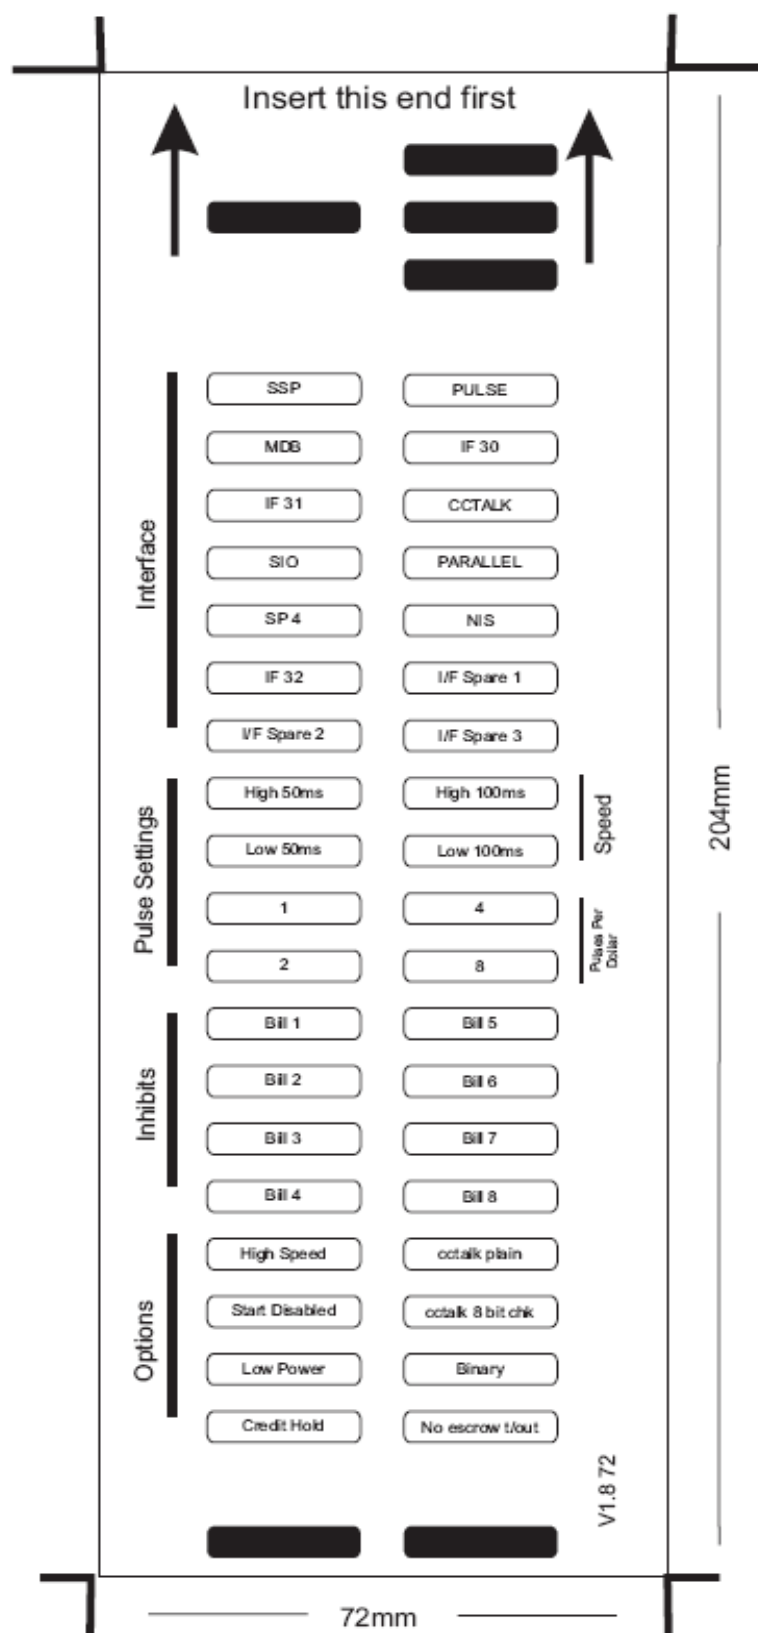 Insert this end first
SSP PULSE
MDB IF 30
IF 31 CCTALK
SIO PARALLEL
SP 4 NIS
IF 32 I/F Spare 1
I/F Spare 2 I/F Spare 3
Interface
High 50ms High 100ms
Low 50ms Low 100ms
Speed
1 4
2 8
Pulses Per
Dollar
Pulse Settings
Bill 1 Bill 5
Bill 2 Bill 6
Bill 3 Bill 7
Bill 4 Bill 8
Inhibits
High Speed cctalk plain
Start Disabled cctalk 8 bit chk
Low Power Binary
Credit Hold No escrow t/out
Options
V1.8 72
204mm
72mm